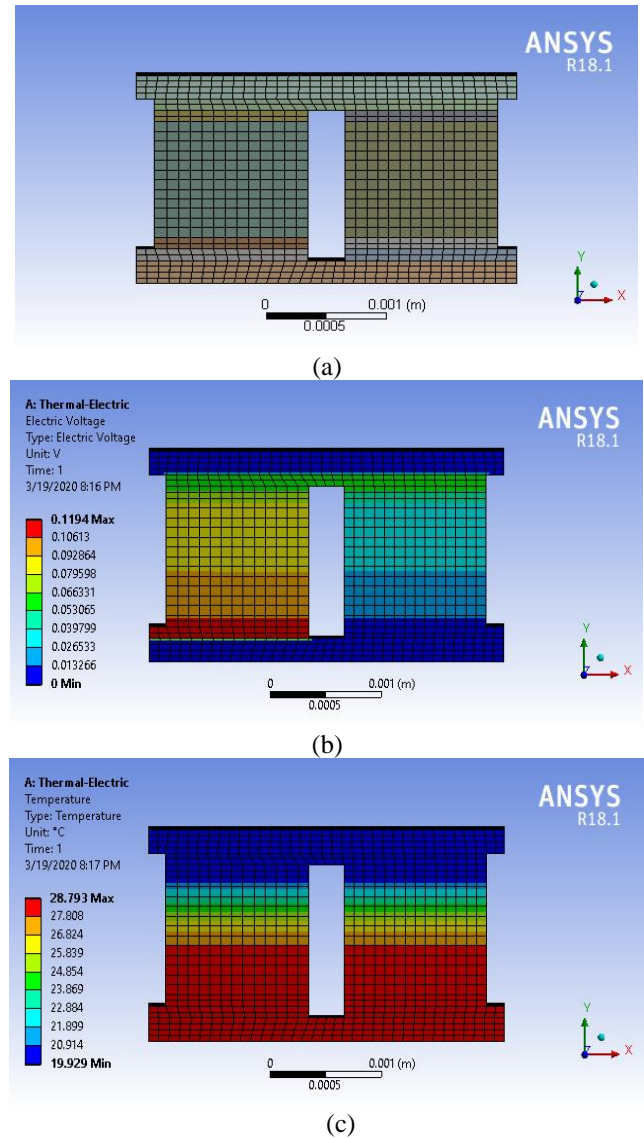 ANSYS
R18.1
Y
Z
X
0
0.001 (m)
0.0005
(a)
A: Thermal-Electric
Electric Voltage
Type: Electric Voltage
Unit: V
Time: 1
3/19/2020 8:16 PM
0.1194 Max
0.10613
0.092864
0.079598
0.066331
0.053065
0.039799
0.026533
0.013266
0 Min
ANSYS
R18.1
Y
Z
X
0
0.001 (m)
0.0005
(b)
A: Thermal-Electric
Temperature
Type: Temperature
Unit: °C
Time: 1
3/19/2020 8:17 PM
28.793 Max
27.808
26.824
25.839
24.854
23.869
22.884
21.899
20.914
19.929 Min
ANSYS
R18.1
Y
Z
X
0
0.001 (m)
0.0005
(c)